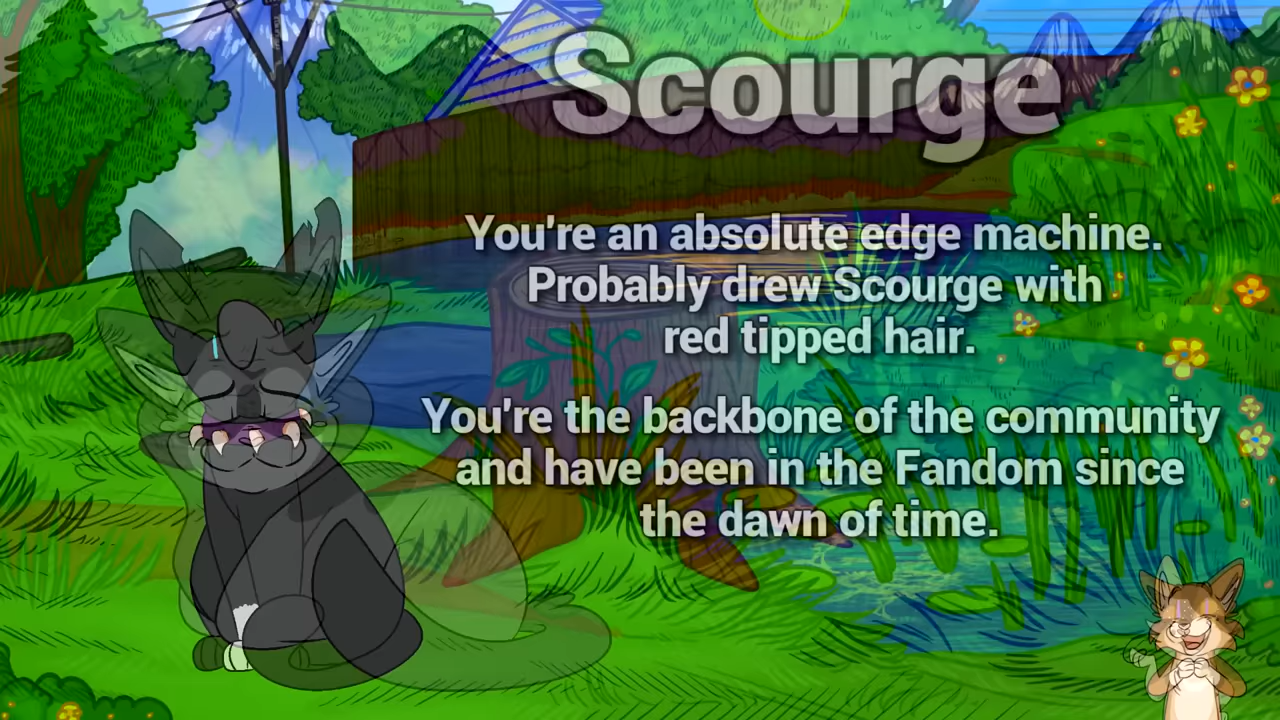 Scourge
You're an absolute edge machine.
Probably drew Scourge with
red tipped hair.
You're the backbone of the community
and have been in the Fandom since
the dawn of time.